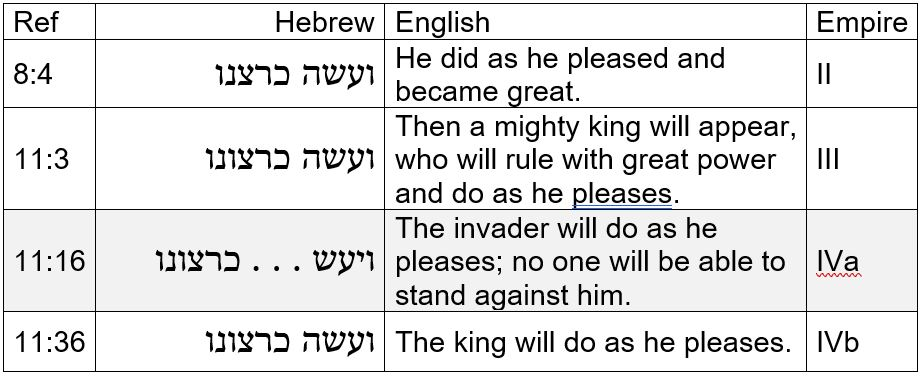 Ref Hebrew English Empire
8:4 ועשה כרצנו He did as he pleased and became great. II
11:3 ועשה כרצונו Then a mighty king will appear, who will rule with great power and do as he pleases. III
11:16 ויעש . . . כרצונו The invader will do as he pleases; no one will be able to stand against him. IVa
11:36 ועשה כרצונו The king will do as he pleases. IVb